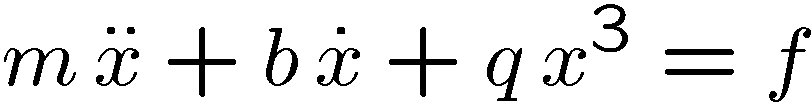 m ẍ + b ẋ + q x³ = f